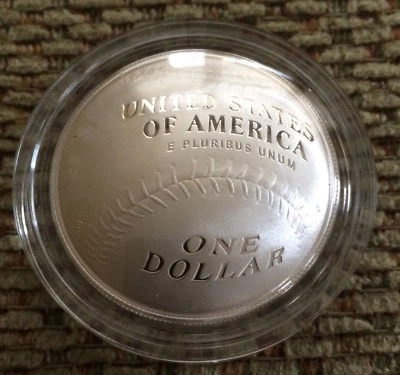 UNITED STATES
OF AMERICA
E PLURIBUS UNUM
ONE
DOLLAR